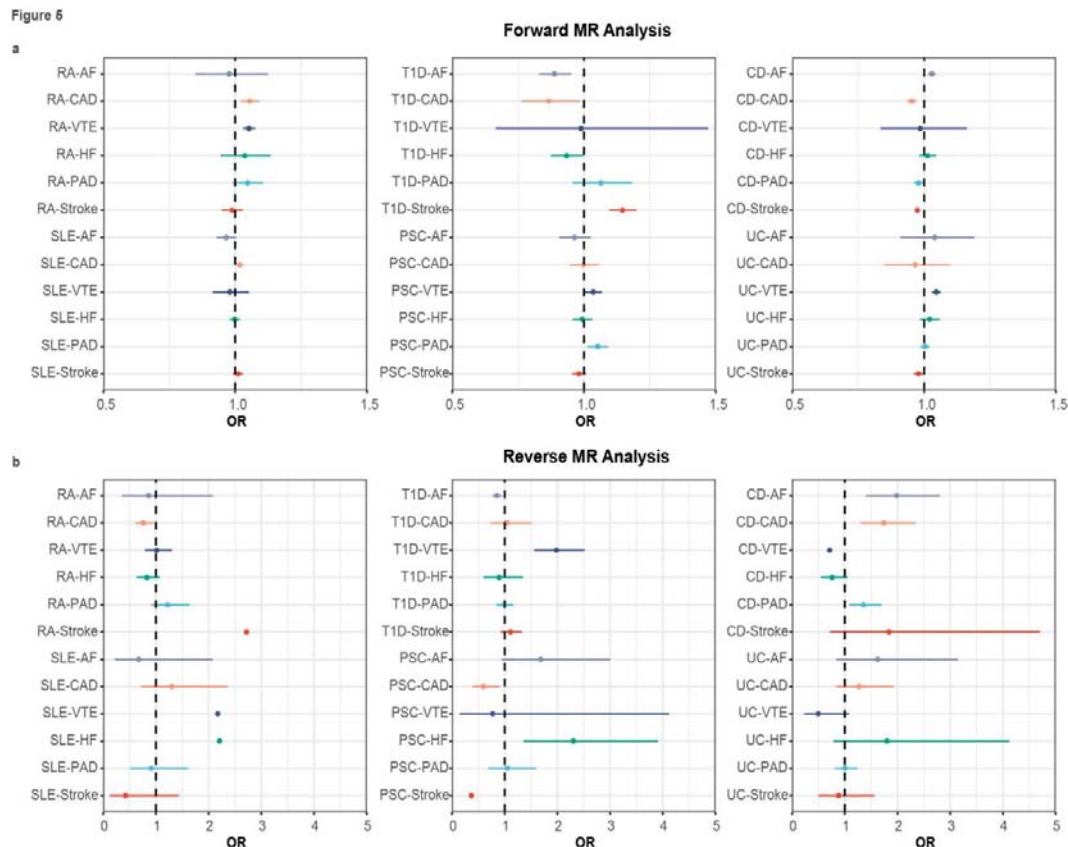 Figure 5
Forward MR Analysis
a
RA-AF
RA-CAD
RA-VTE
RA-HF
RA-PAD
RA-Stroke
SLE-AF
SLE-CAD
SLE-VTE
SLE-HF
SLE-PAD
SLE-Stroke
0.5 1.0 1.5
OR
T1D-AF
T1D-CAD
T1D-VTE
T1D-HF
T1D-PAD
T1D-Stroke
PSC-AF
PSC-CAD
PSC-VTE
PSC-HF
PSC-PAD
PSC-Stroke
0.5 1.0 1.5
OR
CD-AF
CD-CAD
CD-VTE
CD-HF
CD-PAD
CD-Stroke
UC-AF
UC-CAD
UC-VTE
UC-HF
UC-PAD
UC-Stroke
0.5 1.0 1.5
OR
b
Reverse MR Analysis
RA-AF
RA-CAD
RA-VTE
RA-HF
RA-PAD
RA-Stroke
SLE-AF
SLE-CAD
SLE-VTE
SLE-HF
SLE-PAD
SLE-Stroke
0 1 2 3 4 5
OR
T1D-AF
T1D-CAD
T1D-VTE
T1D-HF
T1D-PAD
T1D-Stroke
PSC-AF
PSC-CAD
PSC-VTE
PSC-HF
PSC-PAD
PSC-Stroke
0 1 2 3 4 5
OR
CD-AF
CD-CAD
CD-VTE
CD-HF
CD-PAD
CD-Stroke
UC-AF
UC-CAD
UC-VTE
UC-HF
UC-PAD
UC-Stroke
0 1 2 3 4 5
OR